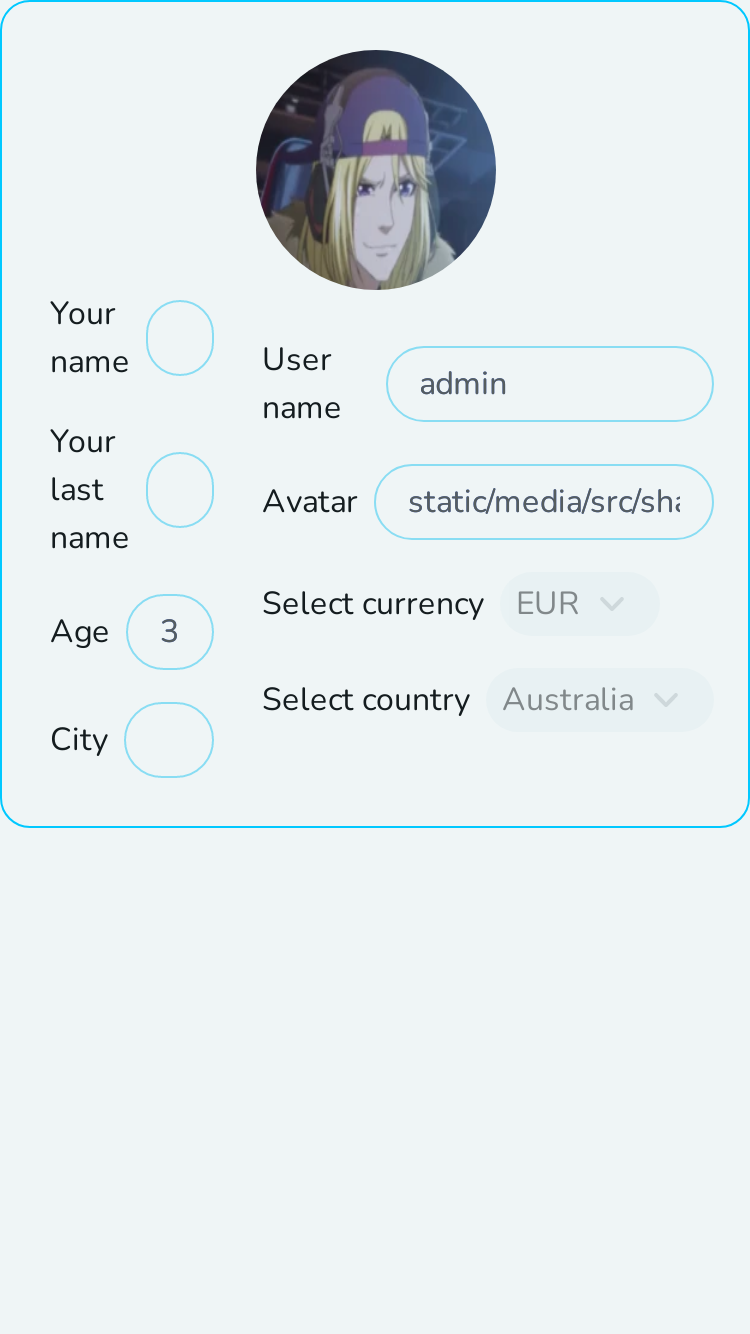 Your
name
Your
last
name
Age 3
City
User
name
admin
Avatar static/media/src/sha
Select currency EUR
Select country Australia